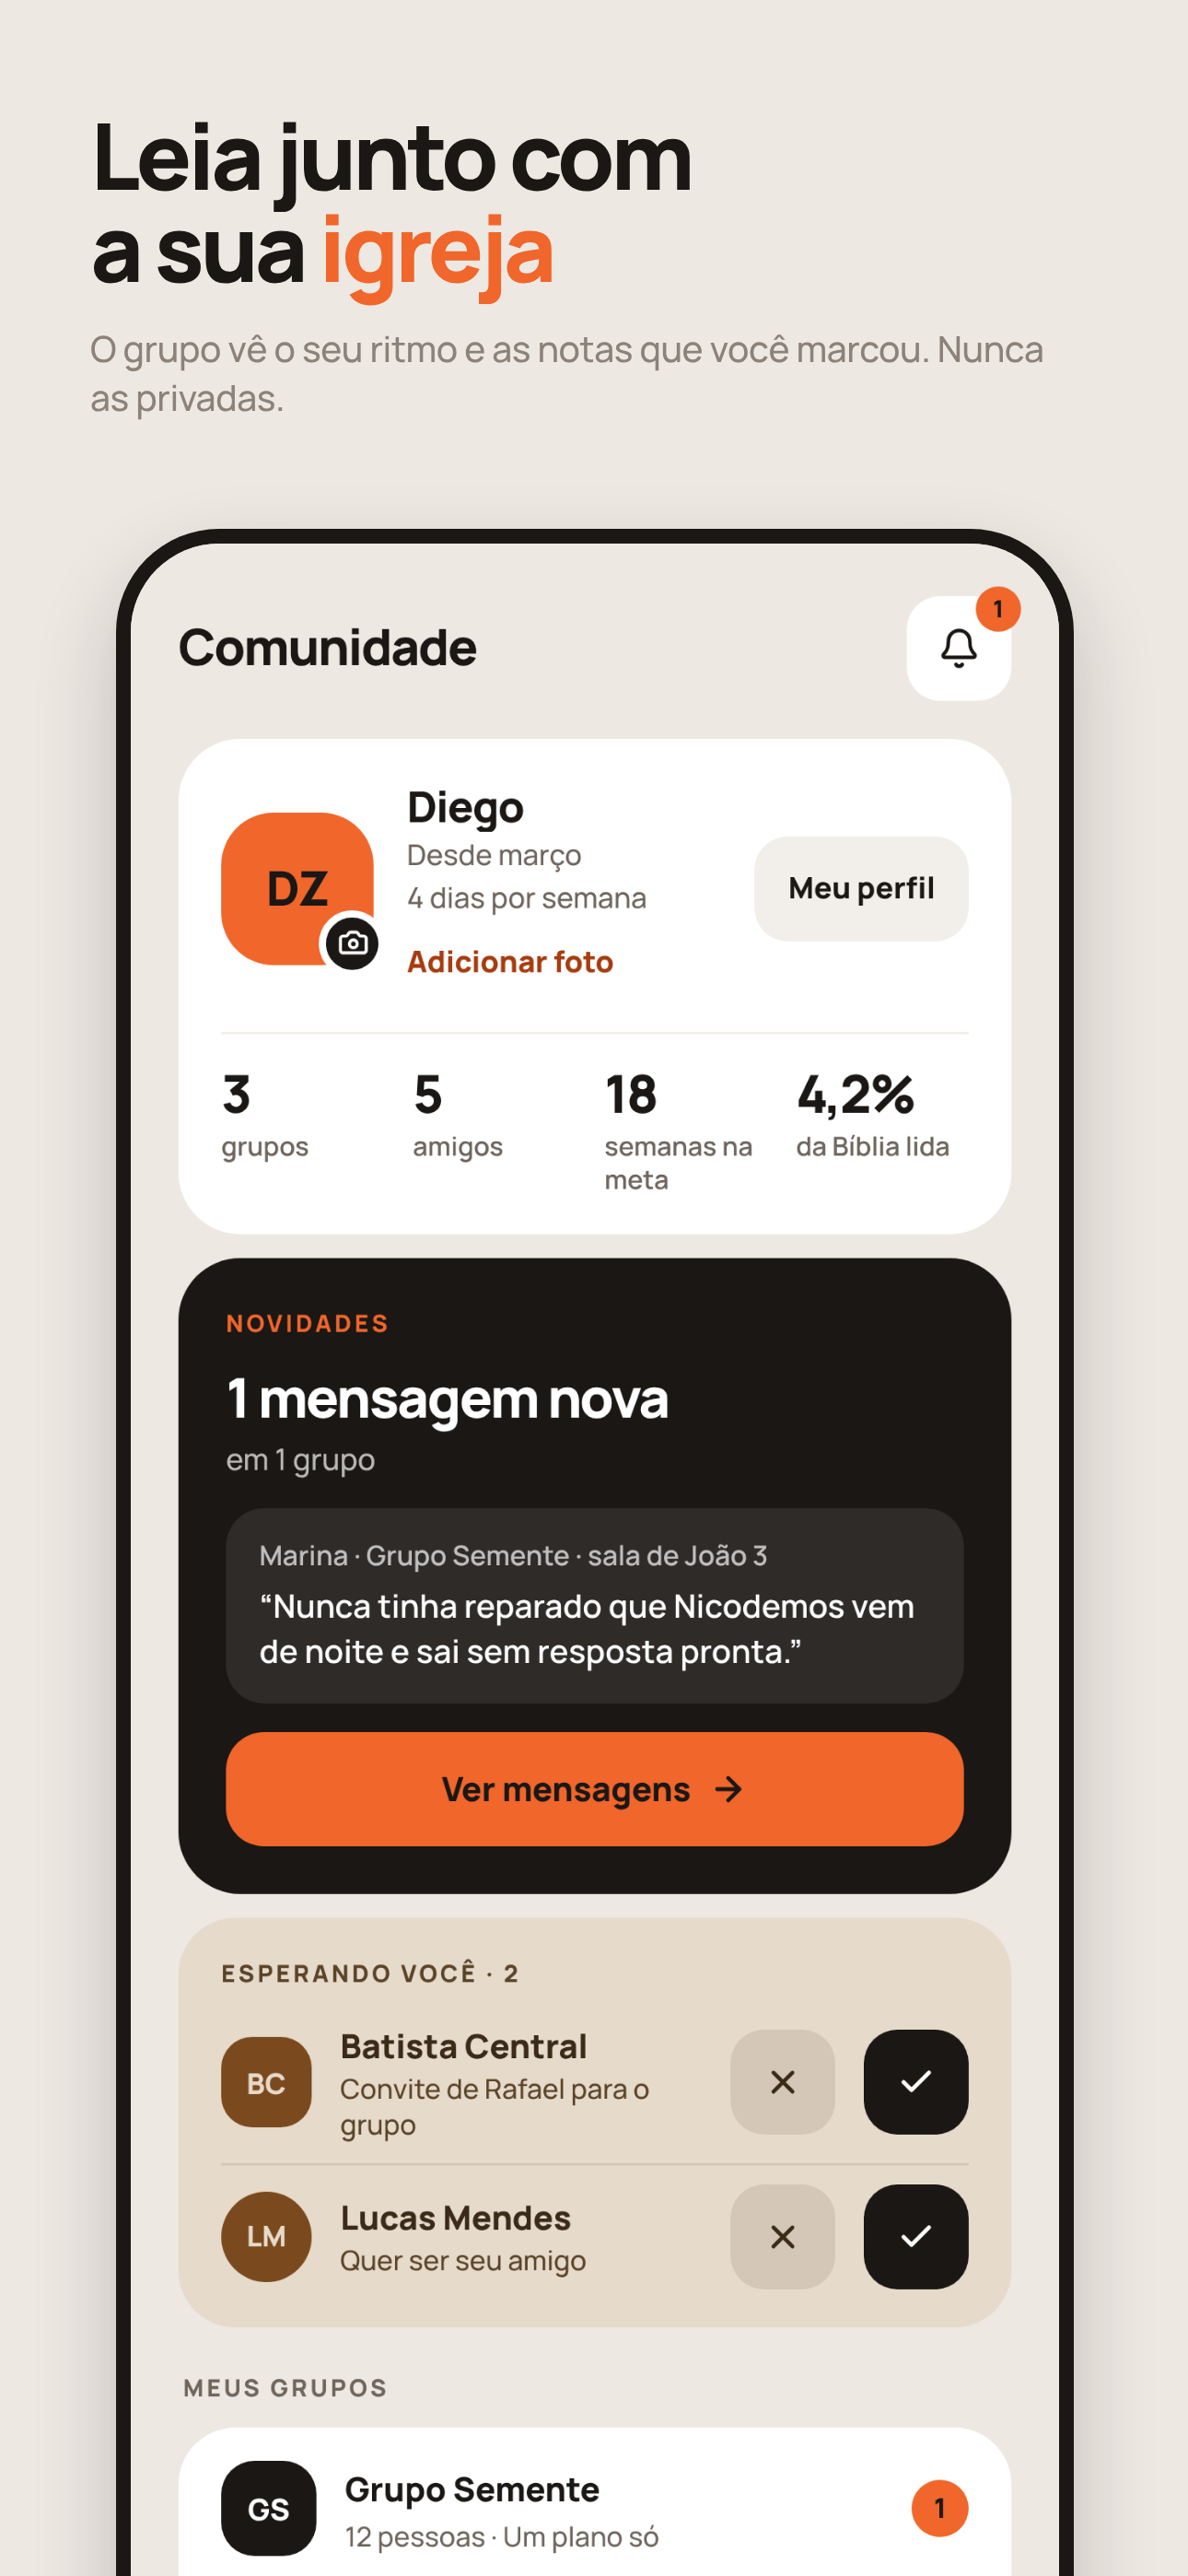 Leia junto com
a sua igreja
O grupo vê o seu ritmo e as notas que você marcou. Nunca
as privadas.
Comunidade
1
DZ
Diego
Desde março
4 dias por semana
Adicionar foto
Meu perfil
3
grupos
5
amigos
18
semanas na
meta
4,2%
da Bíblia lida
NOVIDADES
1 mensagem nova
em 1 grupo
Marina · Grupo Semente · sala de João 3
“Nunca tinha reparado que Nicodemos vem
de noite e sai sem resposta pronta.”
Ver mensagens →
ESPERANDO VOCÊ · 2
BC
Batista Central
Convite de Rafael para o
grupo
LM
Lucas Mendes
Quer ser seu amigo
MEUS GRUPOS
GS
Grupo Semente
12 pessoas · Um plano só
1